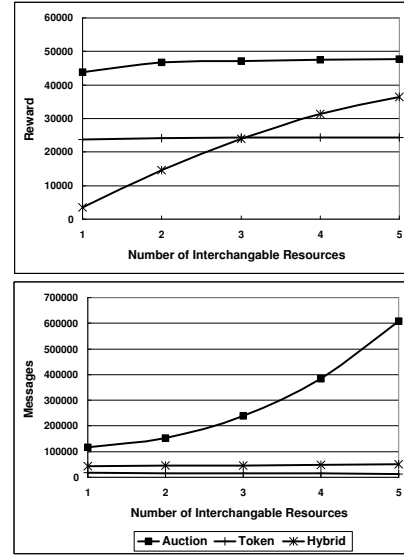 60000
50000
40000
30000
20000
10000
0
Reward
1 2 3 4 5
Number of Interchangable Resources
700000
600000
500000
400000
300000
200000
100000
0
Messages
1 2 3 4 5
Number of Interchangable Resources
Auction Token Hybrid